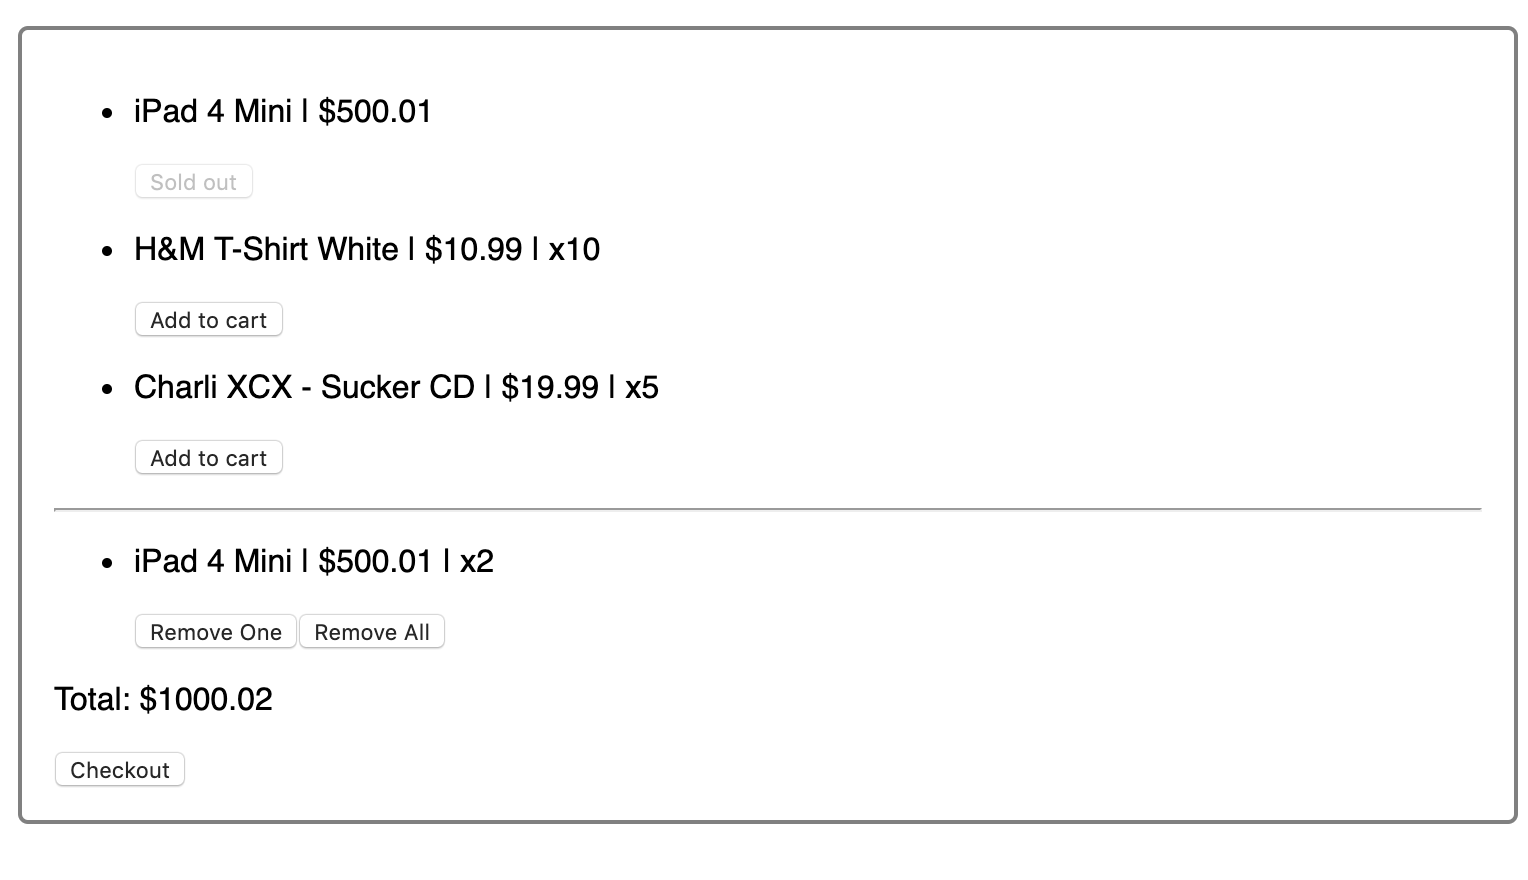 iPad 4 Mini | $500.01
Sold out
H&M T-Shirt White | $10.99 | x10
Add to cart
Charli XCX - Sucker CD | $19.99 | x5
Add to cart
iPad 4 Mini | $500.01 | x2
Remove One Remove All
Total: $1000.02
Checkout